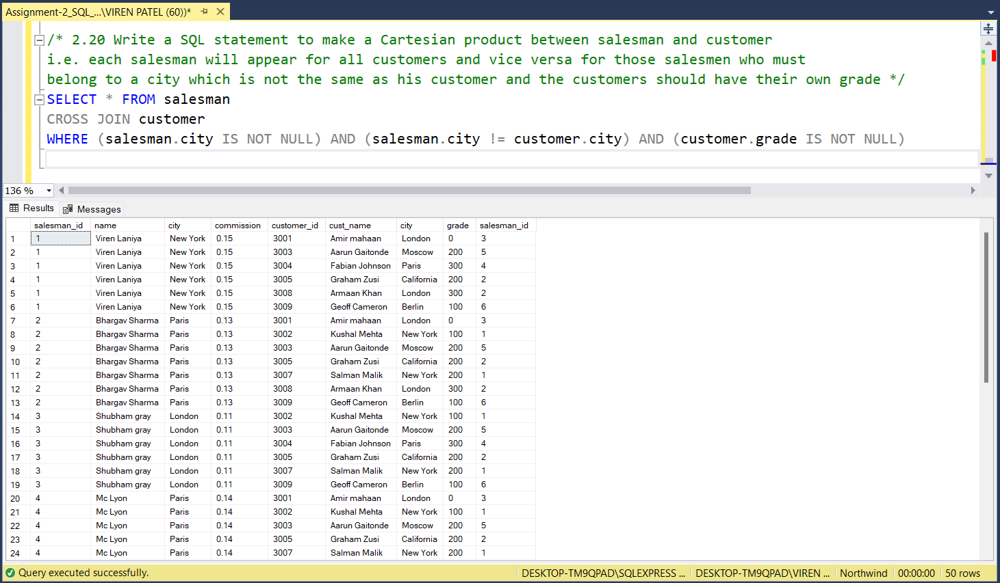 Assignment-2_SQL_...\VIREN PATEL (60))*
/* 2.20 Write a SQL statement to make a Cartesian product between salesman and customer
i.e. each salesman will appear for all customers and vice versa for those salesmen who must
belong to a city which is not the same as his customer and the customers should have their own grade */
SELECT * FROM salesman
CROSS JOIN customer
WHERE (salesman.city IS NOT NULL) AND (salesman.city != customer.city) AND (customer.grade IS NOT NULL)
136 %
Results Messages
salesman_id name city commission customer_id cust_name city grade salesman_id
1 1 Viren Laniya New York 0.15 3001 Amir mahaan London 0 3
2 1 Viren Laniya New York 0.15 3003 Aarun Gaitonde Moscow 200 5
3 1 Viren Laniya New York 0.15 3004 Fabian Johnson Paris 300 4
4 1 Viren Laniya New York 0.15 3005 Graham Zusi California 200 2
5 1 Viren Laniya New York 0.15 3008 Armaan Khan London 300 2
6 1 Viren Laniya New York 0.15 3009 Geoff Cameron Berlin 100 6
7 2 Bhargav Sharma Paris 0.13 3001 Amir mahaan London 0 3
8 2 Bhargav Sharma Paris 0.13 3002 Kushal Mehta New York 100 1
9 2 Bhargav Sharma Paris 0.13 3003 Aarun Gaitonde Moscow 200 5
10 2 Bhargav Sharma Paris 0.13 3005 Graham Zusi California 200 2
11 2 Bhargav Sharma Paris 0.13 3007 Salman Malik New York 200 1
12 2 Bhargav Sharma Paris 0.13 3008 Armaan Khan London 300 2
13 2 Bhargav Sharma Paris 0.13 3009 Geoff Cameron Berlin 100 6
14 3 Shubham gray London 0.11 3002 Kushal Mehta New York 100 1
15 3 Shubham gray London 0.11 3003 Aarun Gaitonde Moscow 200 5
16 3 Shubham gray London 0.11 3004 Fabian Johnson Paris 300 4
17 3 Shubham gray London 0.11 3005 Graham Zusi California 200 2
18 3 Shubham gray London 0.11 3007 Salman Malik New York 200 1
19 3 Shubham gray London 0.11 3009 Geoff Cameron Berlin 100 6
20 4 Mc Lyon Paris 0.14 3001 Amir mahaan London 0 3
21 4 Mc Lyon Paris 0.14 3002 Kushal Mehta New York 100 1
22 4 Mc Lyon Paris 0.14 3003 Aarun Gaitonde Moscow 200 5
23 4 Mc Lyon Paris 0.14 3005 Graham Zusi California 200 2
24 4 Mc Lyon Paris 0.14 3007 Salman Malik New York 200 1
Query executed successfully. DESKTOP-TM9QPAD\SQLEXPRESS ... DESKTOP-TM9QPAD\VIREN ... Northwind 00:00:00 50 rows